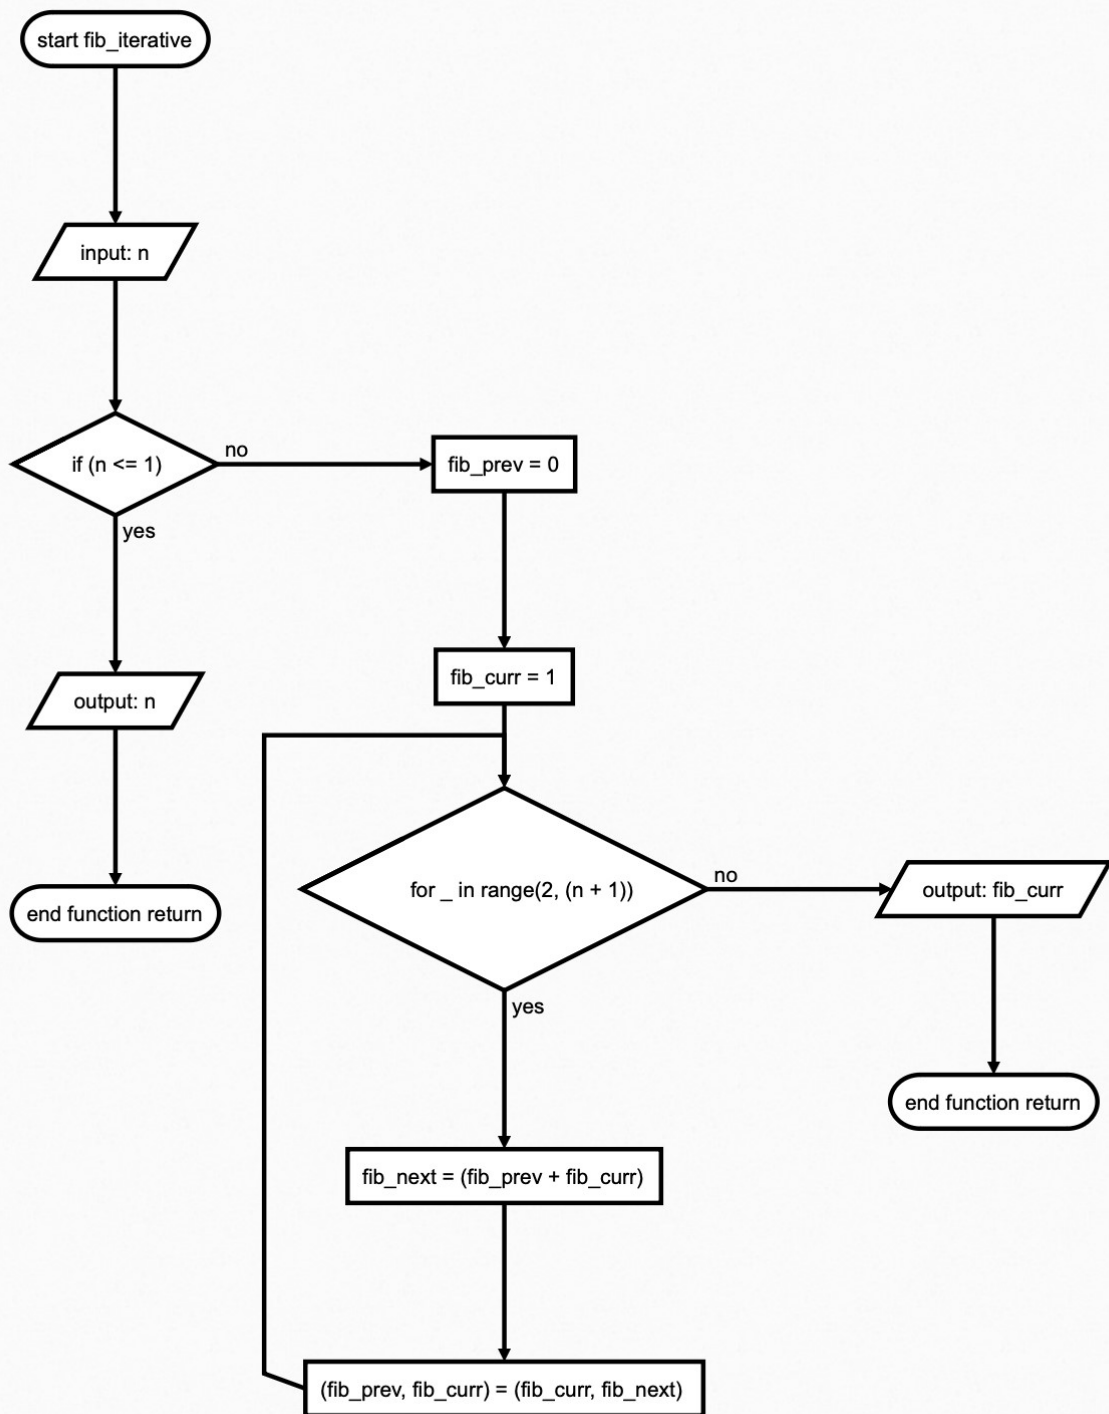 start fib_iterative
input: n
if (n <= 1)
no
yes
fib_prev = 0
fib_curr = 1
output: n
end function return
for _ in range(2, (n + 1))
no
yes
output: fib_curr
end function return
fib_next = (fib_prev + fib_curr)
(fib_prev, fib_curr) = (fib_curr, fib_next)